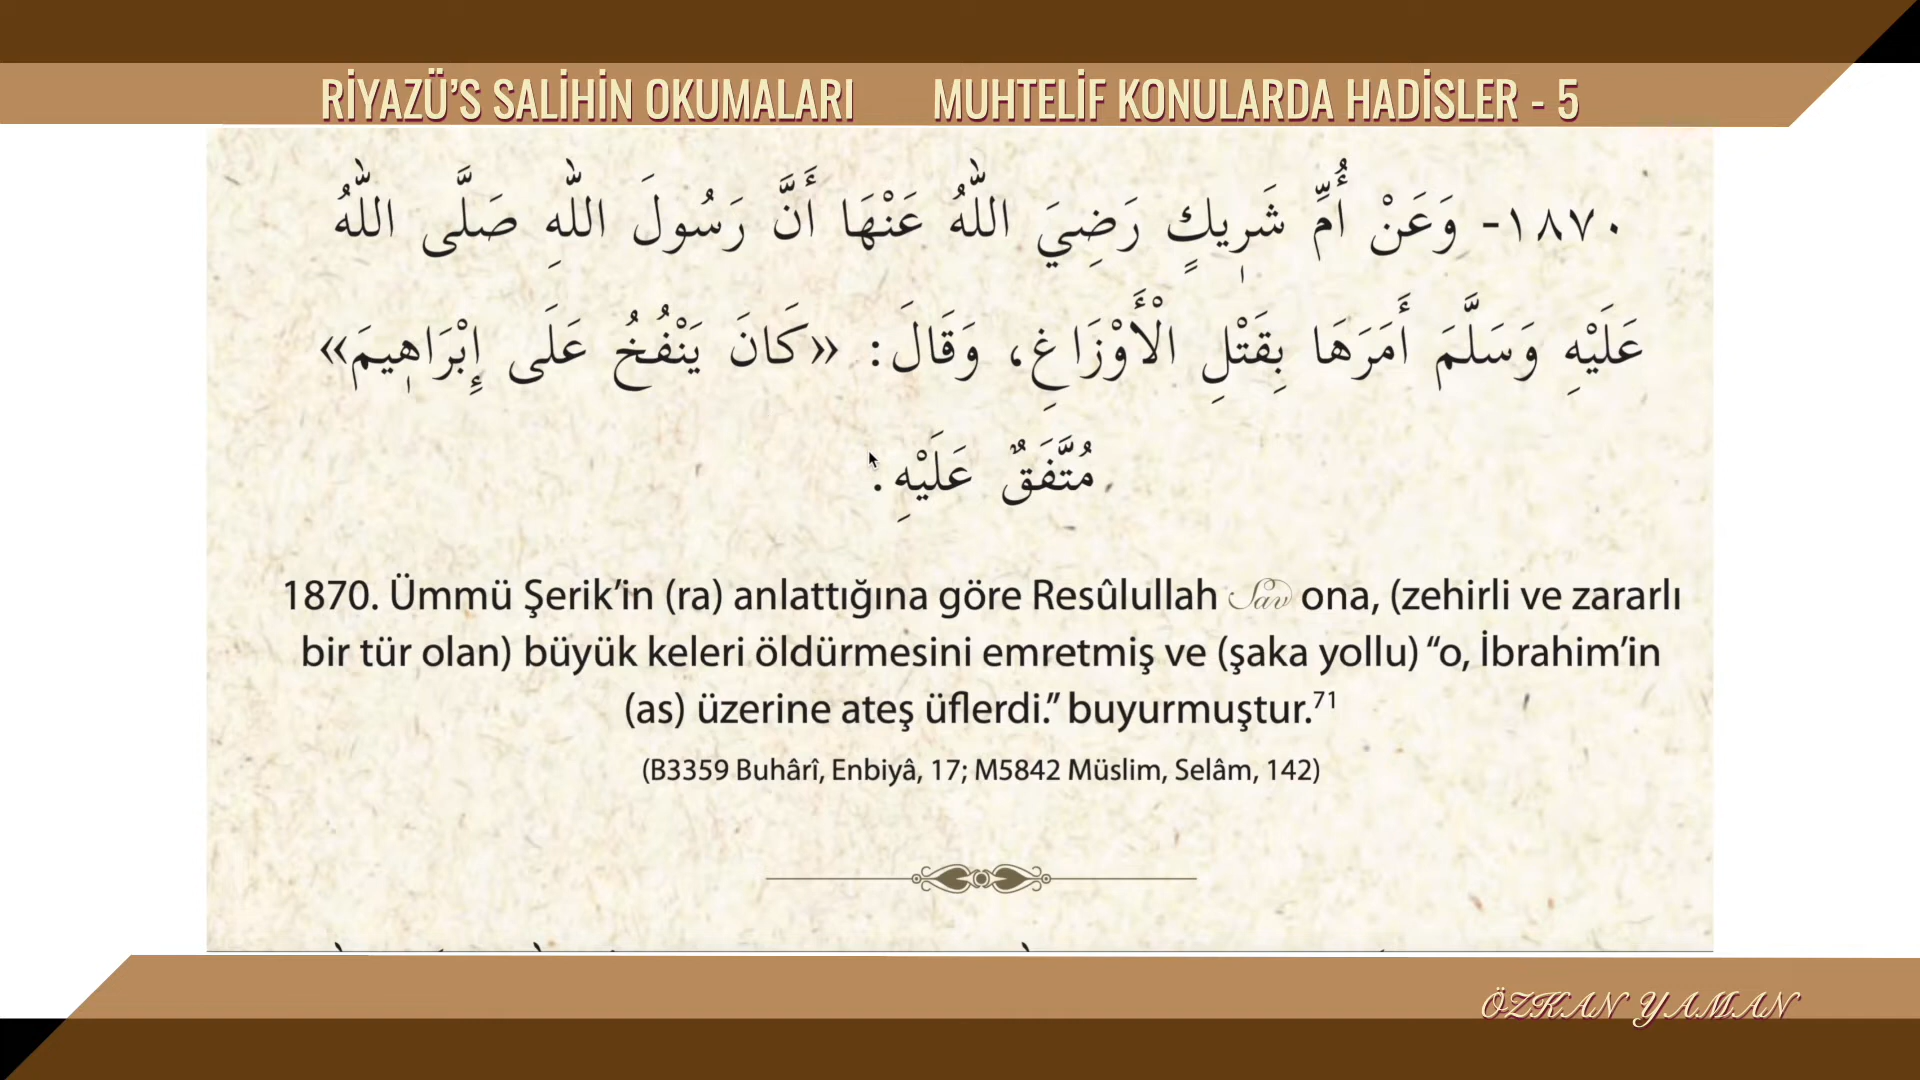 RİYAZÜ’S SALİHİN OKUMALARI MUHTELİF KONULARDA HADİSLER - 5
١٨٧٠- وَعَنْ أُمِّ شَرِيكٍ رَضِيَ اللهُ عَنْهَا أَنَّ رَسُولَ اللهِ صَلَّى اللهُ
عَلَيْهِ وَسَلَّمَ أَمَرَهَا بِقَتْلِ الْأَوْزَاغِ، وَقَالَ: «كَانَ يَنْفُخُ عَلَى إِبْرَاهِيمَ»
مُتَّفَقٌ عَلَيْهِ.
1870. Ümmü Şerik’in (ra) anlattığına göre Resûlullah Sav ona, (zehirli ve zararlı
bir tür olan) büyük keleri öldürmesini emretmiş ve (şaka yollu) “o, İbrahim’in
(as) üzerine ateş üflerdi.” buyurmuştur.71
(B3359 Buhârî, Enbiyâ, 17; M5842 Müslim, Selâm, 142)
ÖZKAN YAMAN